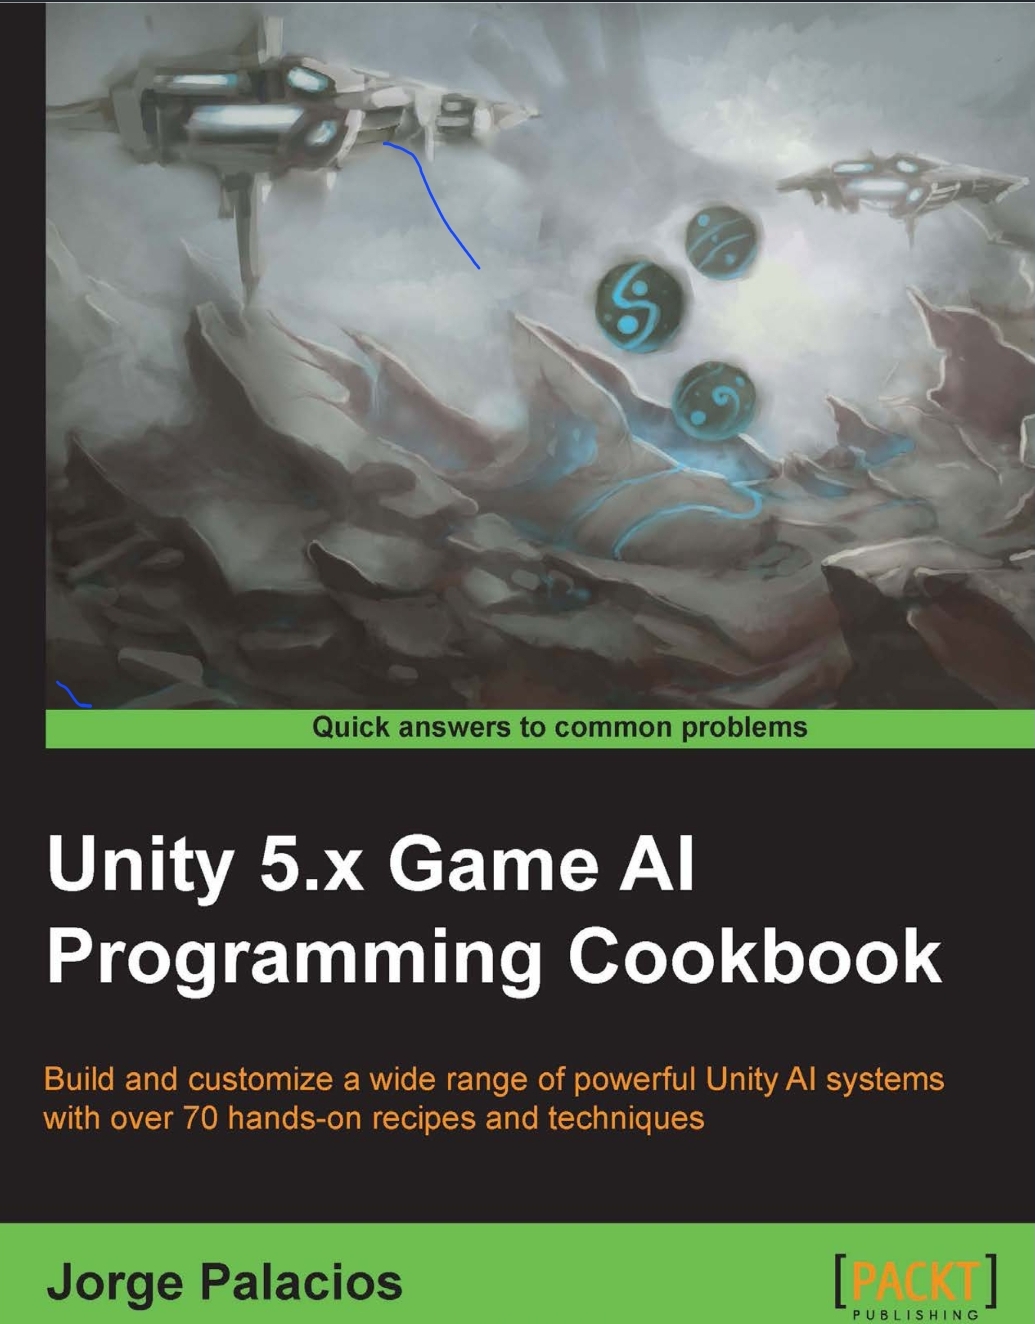 Quick answers to common problems
Unity 5.x Game AI
Programming Cookbook
Build and customize a wide range of powerful Unity AI systems
with over 70 hands-on recipes and techniques
Jorge Palacios
[PACKT]
PUBLISHING